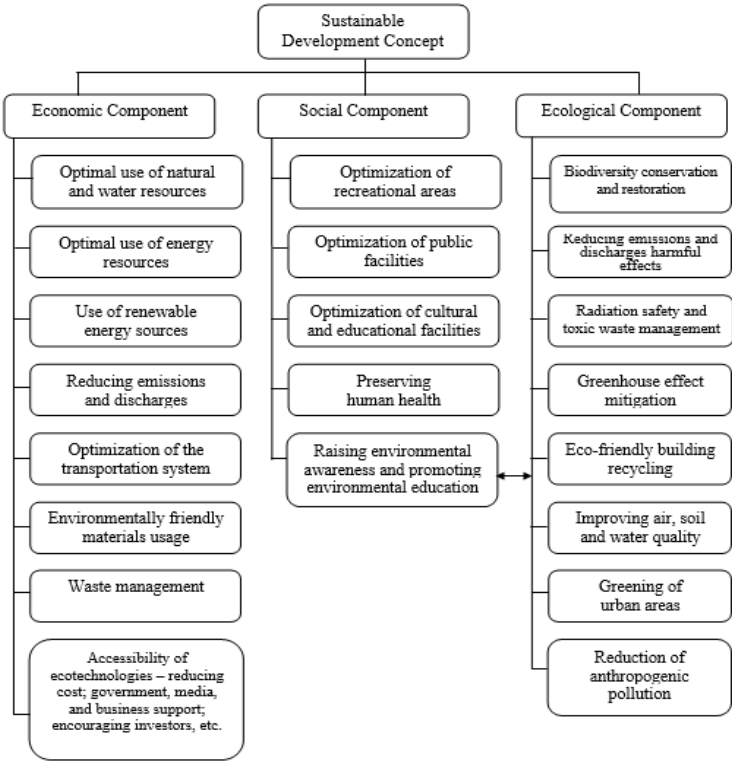 Sustainable
Development Concept
Economic Component
Optimal use of natural
and water resources
Optimal use of energy
resources
Use of renewable
energy sources
Reducing emissions
and discharges
Optimization of the
transportation system
Environmentally friendly
materials usage
Waste management
Accessibility of
ecotechnologies – reducing
cost; government, media,
and business support;
encouraging investors, etc.
Social Component
Optimization of
recreational areas
Optimization of public
facilities
Optimization of cultural
and educational facilities
Preserving
human health
Raising environmental
awareness and promoting
environmental education
Ecological Component
Biodiversity conservation
and restoration
Reducing emissions and
discharges harmful
effects
Radiation safety and
toxic waste management
Greenhouse effect
mitigation
Eco-friendly building
recycling
Improving air, soil
and water quality
Greening of
urban areas
Reduction of
anthropogenic
pollution